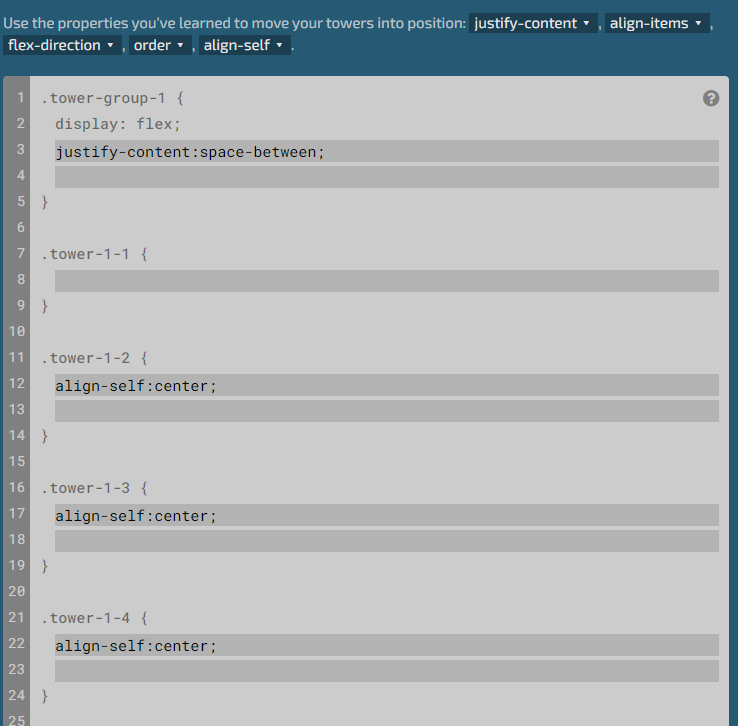 Use the properties you've learned to move your towers into position: justify-content ▾ , align-items ▾ ,
flex-direction ▾ , order ▾ , align-self ▾ .
1 .tower-group-1 {
2 display: flex;
3 justify-content:space-between;
4
5 }
6
7 .tower-1-1 {
8
9 }
10
11 .tower-1-2 {
12 align-self:center;
13
14 }
15
16 .tower-1-3 {
17 align-self:center;
18
19 }
20
21 .tower-1-4 {
22 align-self:center;
23
24 }
25
?